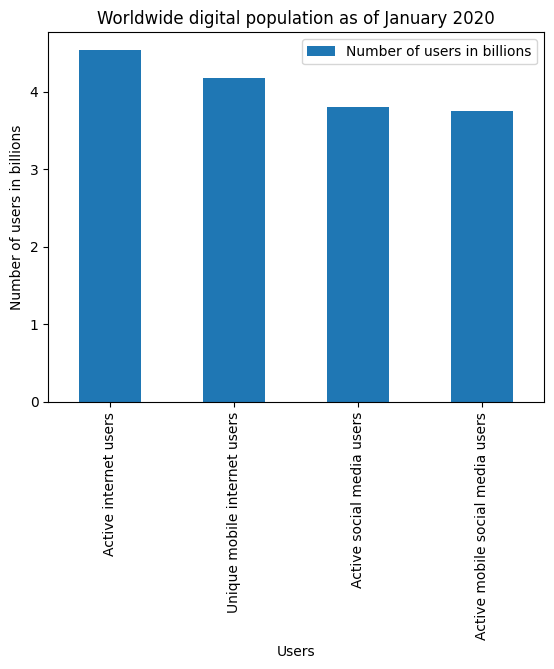 Worldwide digital population as of January 2020
Number of users in billions
Number of users in billions
4
3
2
1
0
Active internet users
Unique mobile internet users
Active social media users
Active mobile social media users
Users